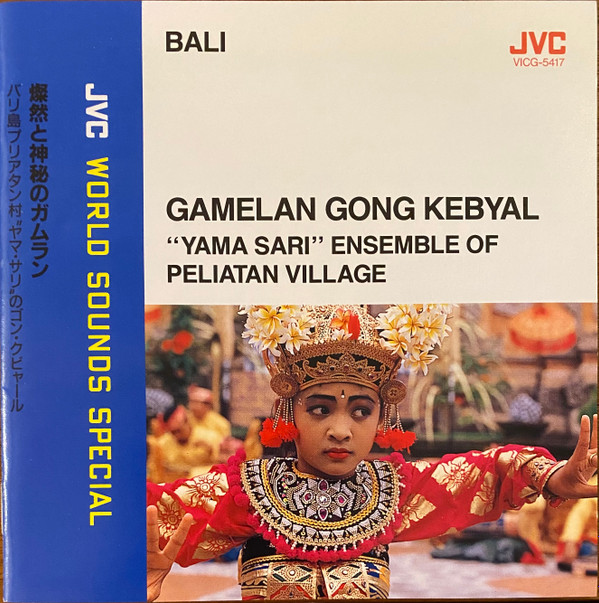 BALI
JVC
VICG-5417
GAMELAN GONG KEBYAL
“YAMA SARI” ENSEMBLE OF
PELIATAN VILLAGE
JVC WORLD SOUNDS SPECIAL
燦然と神秘のガムラン
バリ島プリアタン村“ヤマ・サリ”のゴン・クビャール